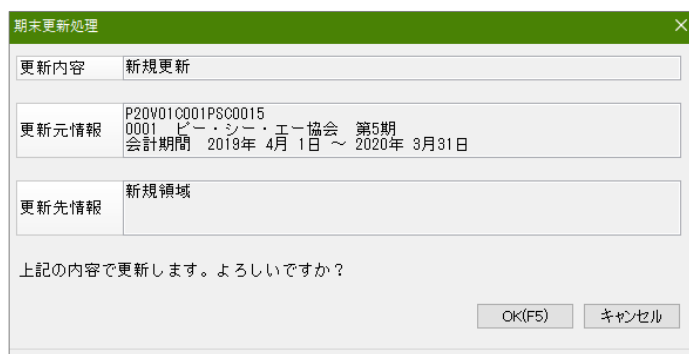 期末更新処理
更新内容 新規更新
更新元情報
P20V01C001PSC0015
0001 ピー・シー・エー協会 第5期
会計期間 2019年 4月 1日 ～ 2020年 3月31日
更新先情報 新規領域
上記の内容で更新します。よろしいですか？
OK(F5) キャンセル